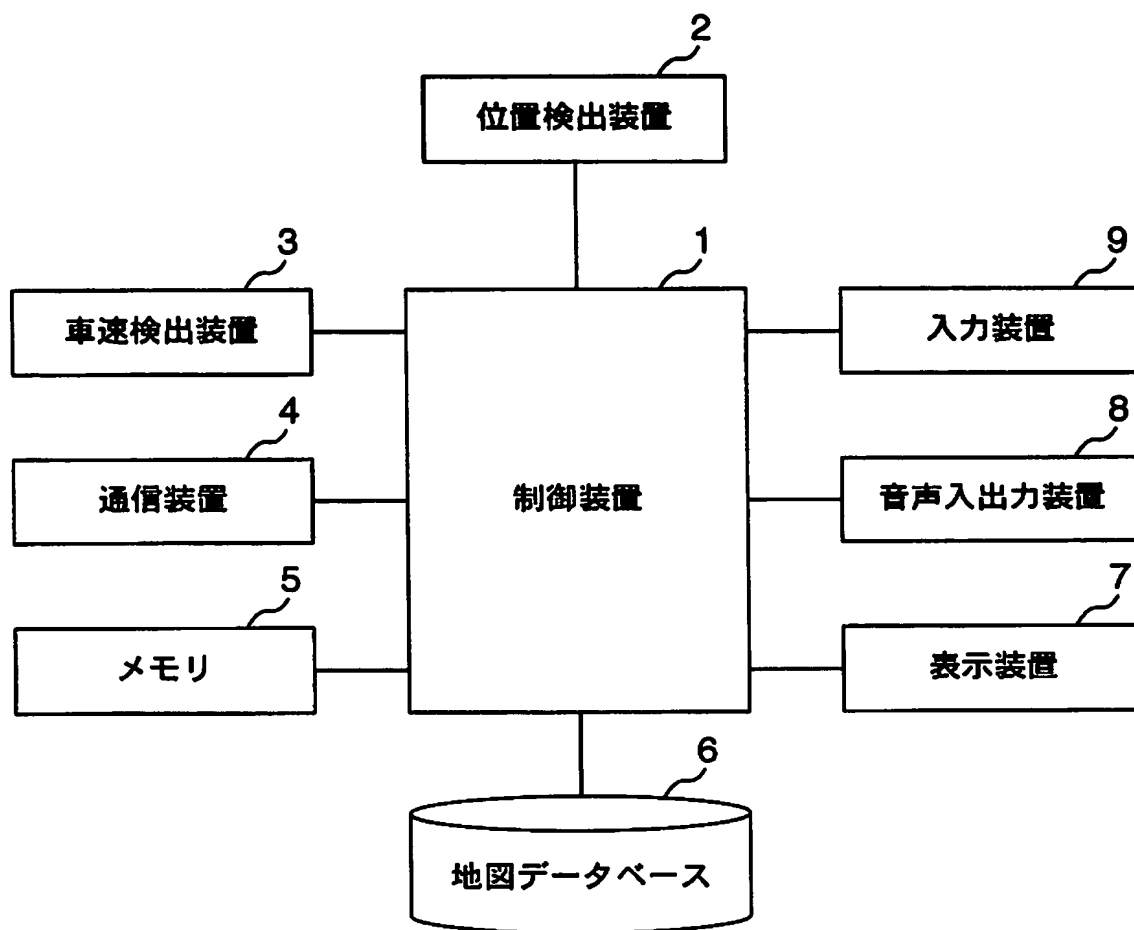 2
位置検出装置
3
1
9
車速検出装置
入力装置
4
8
通信装置
制御装置
音声入出力装置
5
7
メモリ
表示装置
6
地図データベース